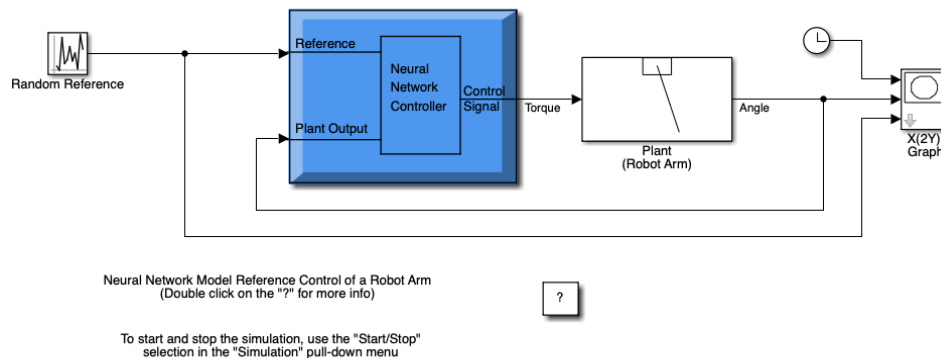 Random Reference
Reference
Neural
Network
Controller
Control
Signal
Plant Output
Torque
Plant
(Robot Arm)
Angle
X(2Y)
Graph
Neural Network Model Reference Control of a Robot Arm
(Double click on the "?" for more info)
?
To start and stop the simulation, use the "Start/Stop"
selection in the "Simulation" pull-down menu